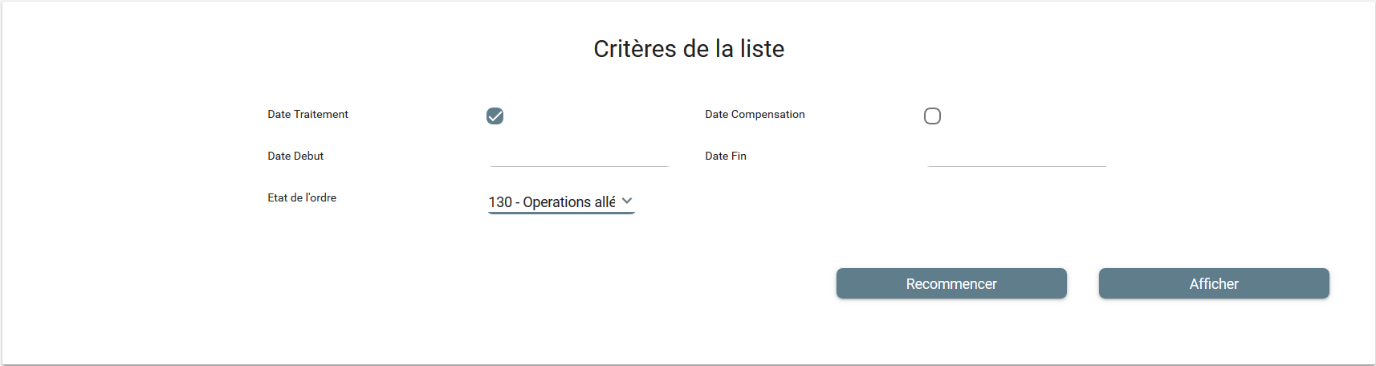 Critères de la liste
Date Traitement
Date Compensation
Date Debut
Date Fin
Etat de l'ordre
130 - Operations allé
Recommencer
Afficher